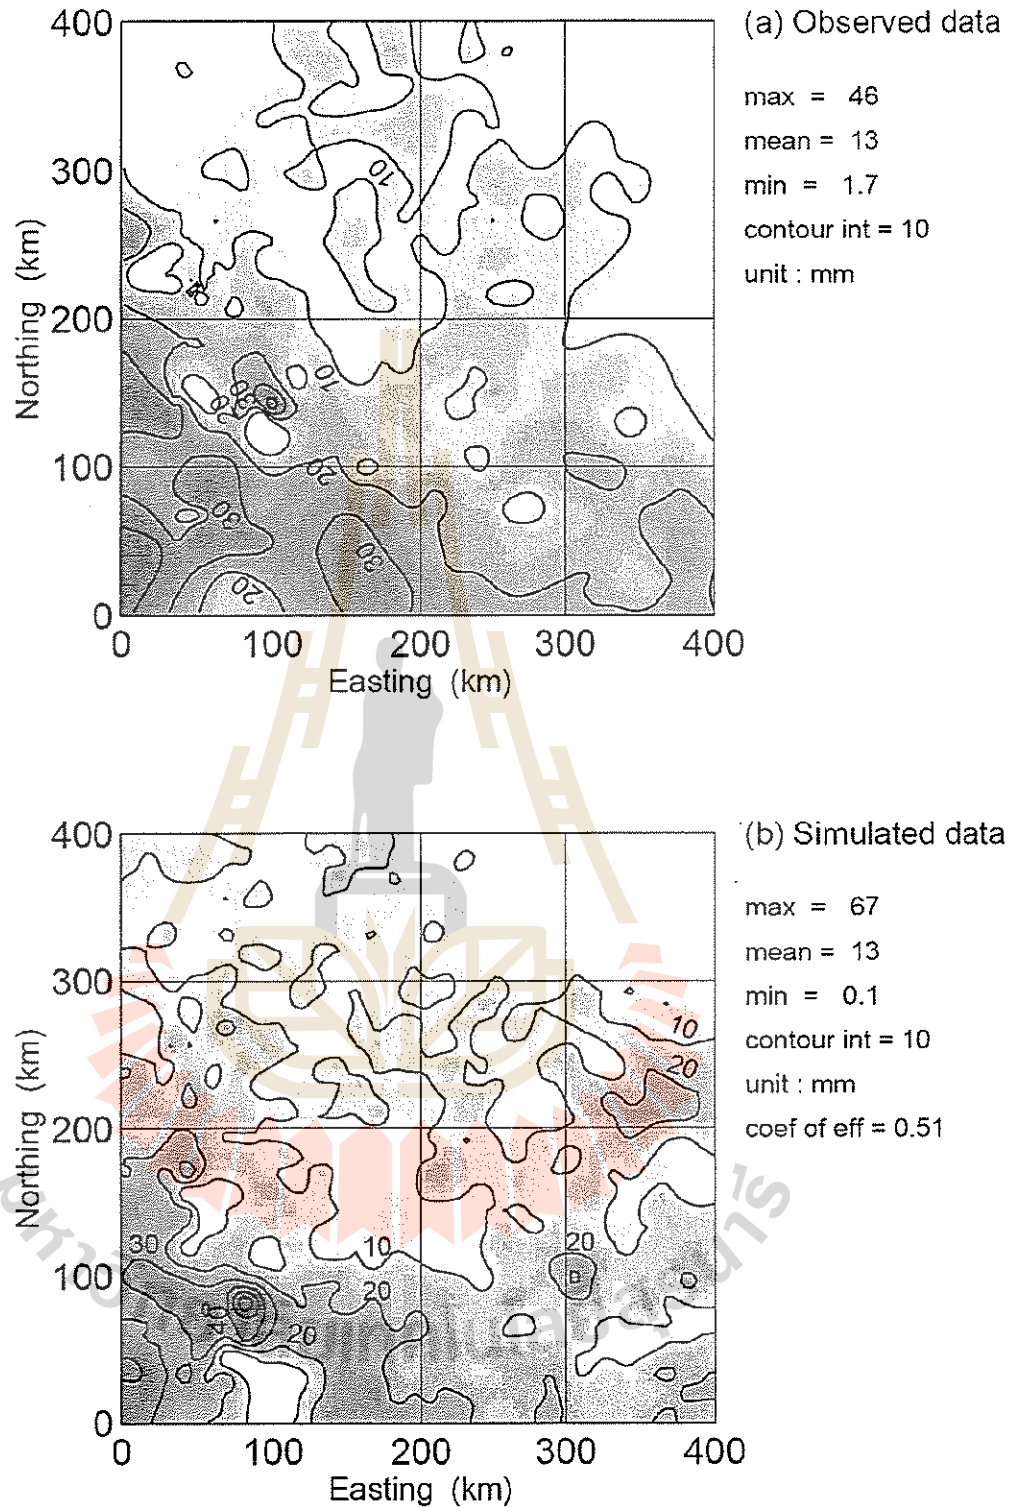 (a) Observed data
max = 46
mean = 13
min = 1.7
contour int = 10
unit : mm
400
300
200
100
0
Northing (km)
10
10
20
30
30
20
0 100 200 300 400
Easting (km)
(b) Simulated data
max = 67
mean = 13
min = 0.1
contour int = 10
unit : mm
coef of eff = 0.51
400
300
200
100
0
Northing (km)
10
20
30
10
20
20
40
20
0 100 200 300 400
Easting (km)